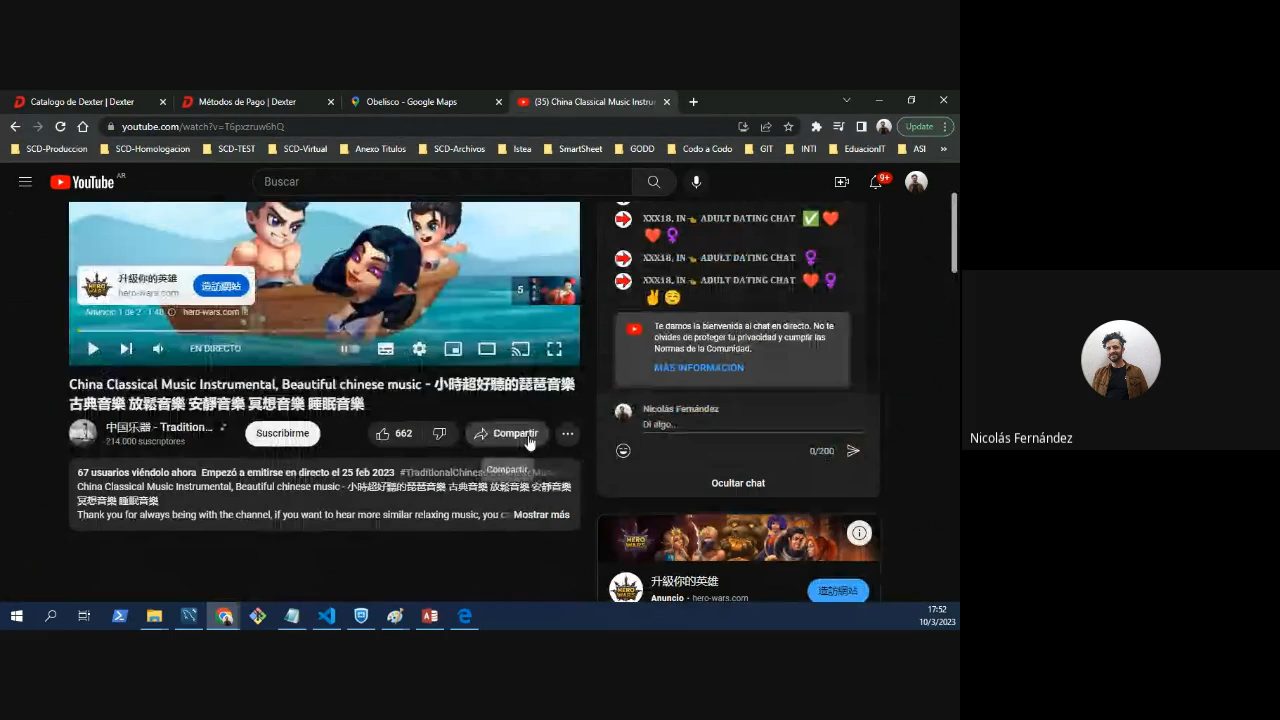 Catalogo de Dexter | Dexter
Métodos de Pago | Dexter
Obelisco - Google Maps
(35) China Classical Music Instrum
youtube.com/watch?v=T6pxzruw6hQ
Update
SCD-Produccion
SCD-Homologacion
SCD-TEST
SCD-Virtual
Anexo Titulos
SCD-Archivos
Istea
SmartSheet
GODD
Codo a Codo
GIT
INTI
EduacionIT
ASI
»
YouTube AR
Buscar
9+
升級你的英雄
hero-wars.com
造訪網站
5
Anuncio: 1 de 2 · 1:48
hero-wars.com
EN DIRECTO
XXX18. IN ADULT DATING CHAT
XXX18. IN ADULT DATING CHAT
XXX18. IN ADULT DATING CHAT
Te damos la bienvenida al chat en directo. No te
olvides de proteger tu privacidad y cumplir las
Normas de la Comunidad.
MÁS INFORMACIÓN
Nicolás Fernández
Di algo...
0/200
Ocultar chat
China Classical Music Instrumental, Beautiful chinese music - 小時超好聽的琵琶音樂
古典音樂 放鬆音樂 安靜音樂 冥想音樂 睡眠音樂
中国乐器 - Tradition...
214.000 suscriptores
Suscribirme
662
Compartir
Compartir
67 usuarios viéndolo ahora Empezó a emitirse en directo el 25 feb 2023
China Classical Music Instrumental, Beautiful chinese music - 小時超好聽的琵琶音樂 古典音樂 放鬆音樂 安靜音樂
冥想音樂 睡眠音樂
Thank you for always being with the channel, if you want to hear more similar relaxing music, you c Mostrar más
HERO WARS
升級你的英雄
Anuncio · hero-wars.com
造訪網站
17:52
10/3/2023
Nicolás Fernández